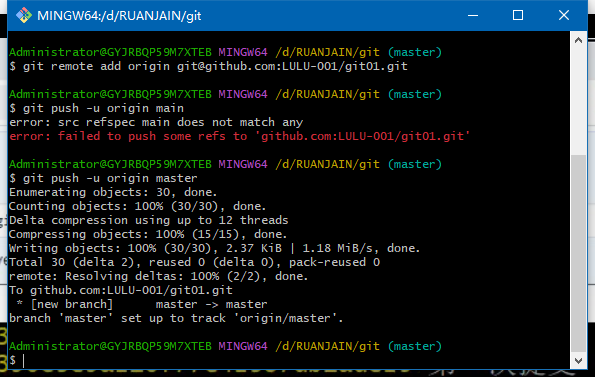 MINGW64:/d/RUANJAIN/git
Administrator@GYJRBQP59M7XTEB MINGW64 /d/RUANJAIN/git (master)
$ git remote add origin git@github.com:LULU-001/git01.git
Administrator@GYJRBQP59M7XTEB MINGW64 /d/RUANJAIN/git (master)
$ git push -u origin main
error: src refspec main does not match any
error: failed to push some refs to 'github.com:LULU-001/git01.git'
Administrator@GYJRBQP59M7XTEB MINGW64 /d/RUANJAIN/git (master)
$ git push -u origin master
Enumerating objects: 30, done.
Counting objects: 100% (30/30), done.
Delta compression using up to 12 threads
Compressing objects: 100% (15/15), done.
Writing objects: 100% (30/30), 2.37 KiB | 1.18 MiB/s, done.
Total 30 (delta 2), reused 0 (delta 0), pack-reused 0
remote: Resolving deltas: 100% (2/2), done.
To github.com:LULU-001/git01.git
 * [new branch]      master -> master
branch 'master' set up to track 'origin/master'.
Administrator@GYJRBQP59M7XTEB MINGW64 /d/RUANJAIN/git (master)
$